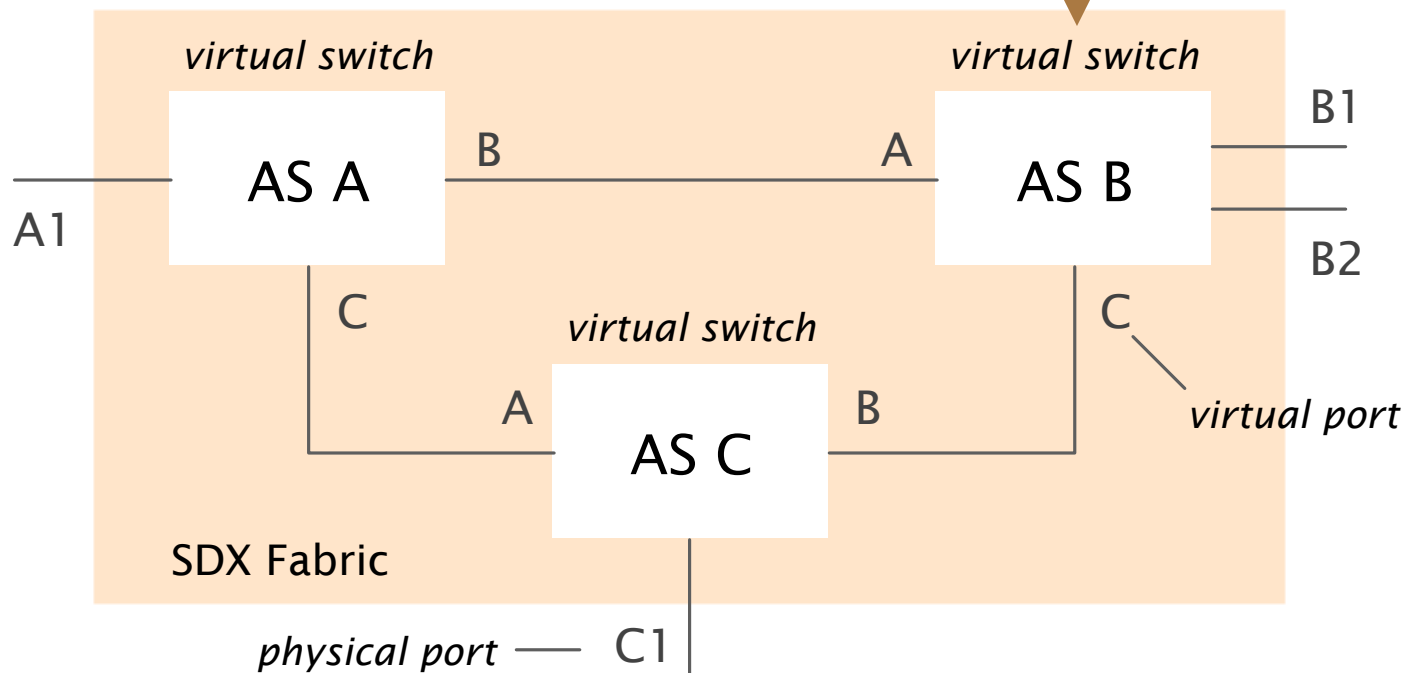 virtual switch
virtual switch
B1
B
A
AS A
AS B
A1
B2
C
C
virtual switch
A
B
virtual port
AS C
SDX Fabric
physical port
C1